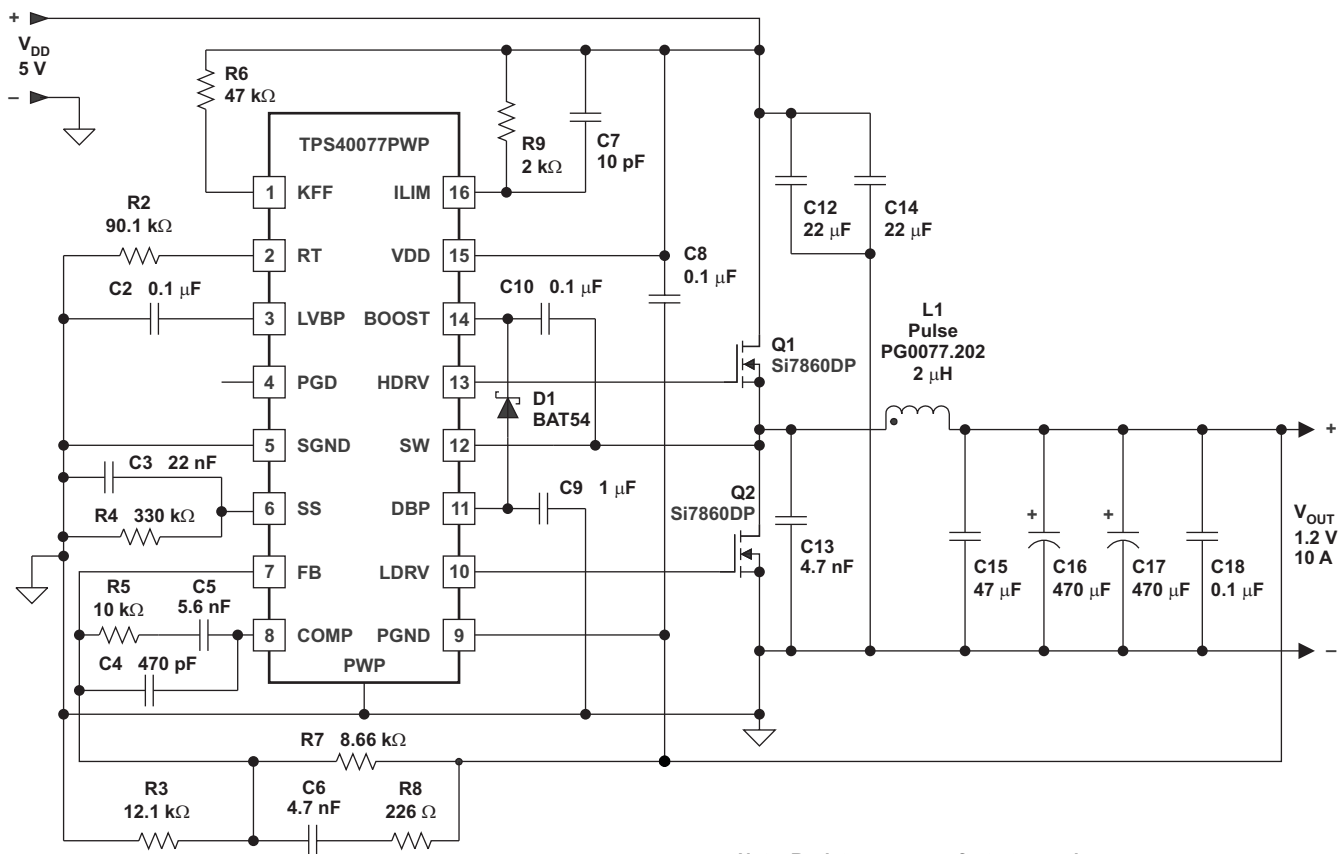 +
V_DD
5 V
–
R6
47 kΩ
TPS40077PWP
1 KFF
2 RT
3 LVBP
4 PGD
5 SGND
6 SS
7 FB
8 COMP
ILIM 16
VDD 15
BOOST 14
HDRV 13
SW 12
DBP 11
LDRV 10
PGND 9
PWP
R2
90.1 kΩ
C2 0.1 μF
C3 22 nF
R4 330 kΩ
R5
10 kΩ
C5
5.6 nF
C4 470 pF
R9
2 kΩ
C7
10 pF
C8
0.1 μF
C10 0.1 μF
D1
BAT54
C9 1 μF
C12
22 μF
C14
22 μF
Q1
Si7860DP
Q2
Si7860DP
L1
Pulse
PG0077.202
2 μH
C13
4.7 nF
C15
47 μF
+
C16
470 μF
+
C17
470 μF
C18
0.1 μF
+
V_OUT
1.2 V
10 A
–
R7 8.66 kΩ
R3
12.1 kΩ
C6
4.7 nF
R8
226 Ω